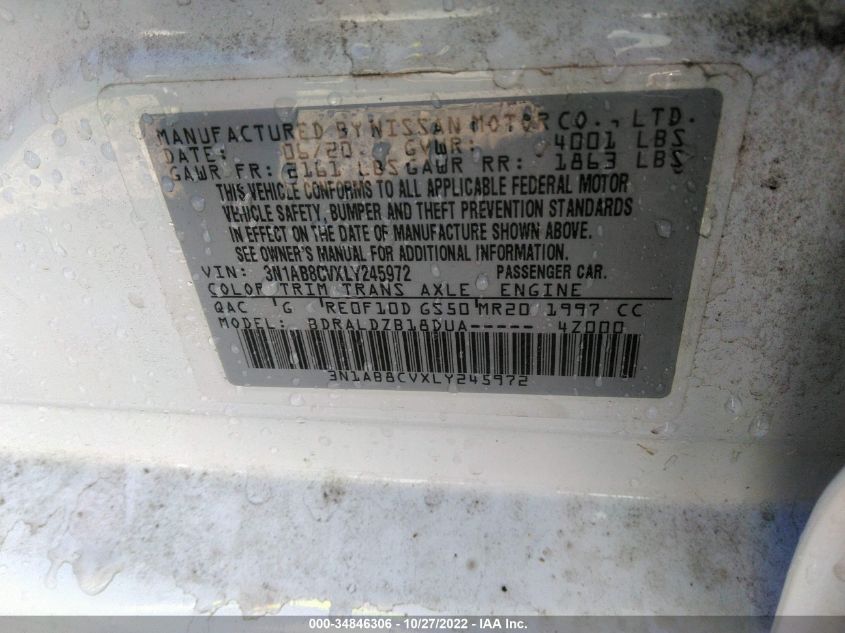 MANUFACTURED BY NISSAN MOTOR CO., LTD.
DATE: 06/20 GVWR: 4001 LBS
GAWR FR: 2161 LBS GAWR RR: 1863 LBS
THIS VEHICLE CONFORMS TO ALL APPLICABLE FEDERAL MOTOR
VEHICLE SAFETY, BUMPER AND THEFT PREVENTION STANDARDS
IN EFFECT ON THE DATE OF MANUFACTURE SHOWN ABOVE.
SEE OWNER'S MANUAL FOR ADDITIONAL INFORMATION.
VIN: 3N1AB8CVXLY245972 PASSENGER CAR.
COLOR TRIM TRANS AXLE ENGINE
QAC G RE0F10D GS50 MR20 1997 CC
MODEL: BDRALDZB18DUA----- 4Z000
3N1AB8CVXLY245972
000-34846306 - 10/27/2022 - IAA Inc.